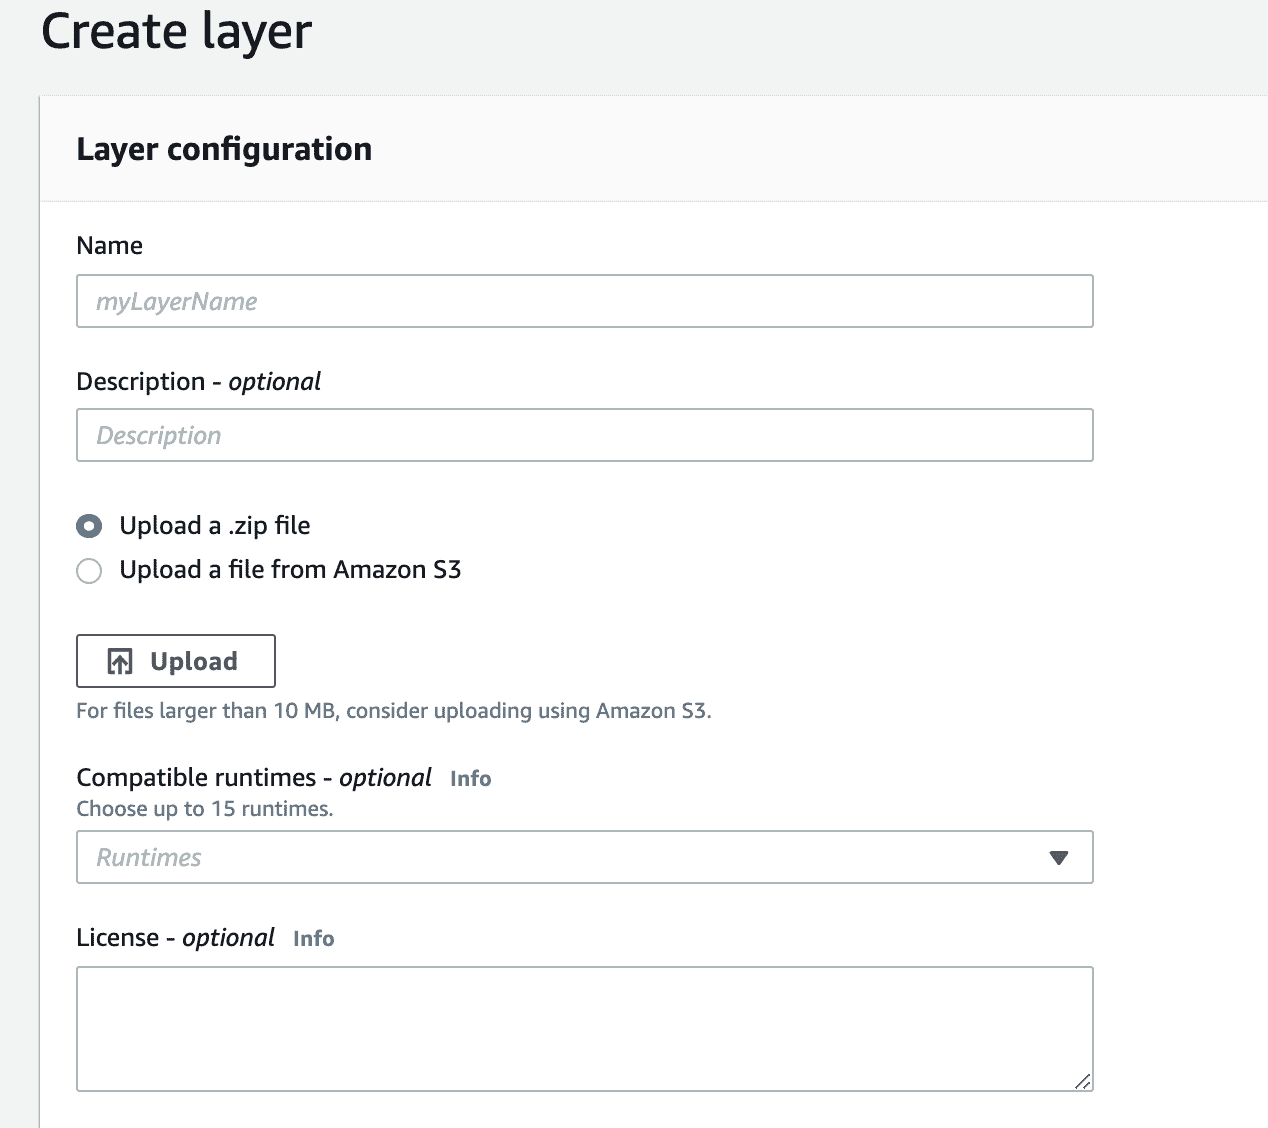 Create layer
Layer configuration
Name
myLayerName
Description - optional
Description
Upload a .zip file
Upload a file from Amazon S3
Upload
For files larger than 10 MB, consider uploading using Amazon S3.
Compatible runtimes - optional Info
Choose up to 15 runtimes.
Runtimes
License - optional Info